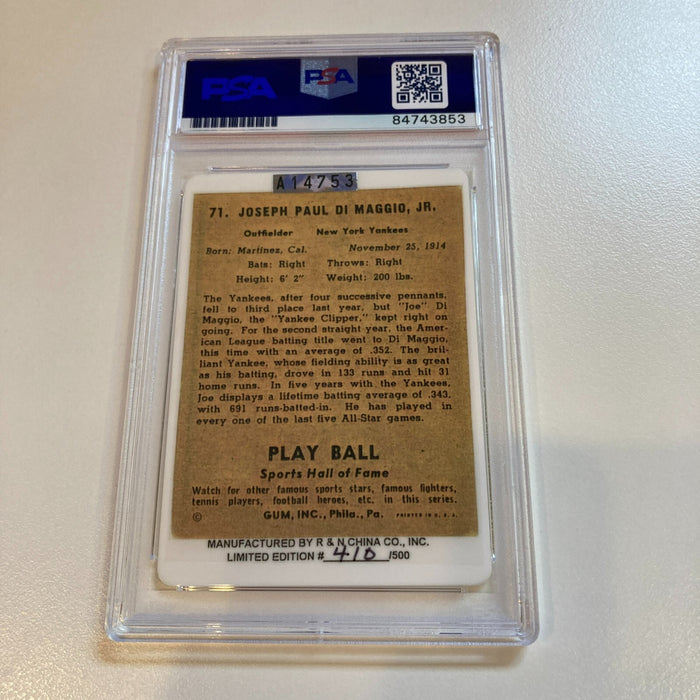 PSA PSA
84743853
A14753
71. JOSEPH PAUL DI MAGGIO, JR.
Outfielder New York Yankees
Born: Martinez, Cal. November 25, 1914
Bats: Right Throws: Right
Height: 6' 2" Weight: 200 lbs.
The Yankees, after four successive pennants,
fell to third place last year, but "Joe" Di
Maggio, the "Yankee Clipper," kept right on
going. For the second straight year, the Amer-
ican League batting title went to Di Maggio,
this time with an average of .352. The bril-
liant Yankee, whose fielding ability is as great
as his batting, drove in 133 runs and hit 31
home runs. In five years with the Yankees,
Joe displays a lifetime batting average of .343,
with 691 runs-batted-in. He has played in
every one of the last five All-Star games.
PLAY BALL
Sports Hall of Fame
Watch for other famous sports stars, famous fighters,
tennis players, football heroes, etc. in this series.
© GUM, INC., Phila., Pa. PRINTED IN U. S. A.
MANUFACTURED BY R & N CHINA CO., INC.
LIMITED EDITION # 410 /500